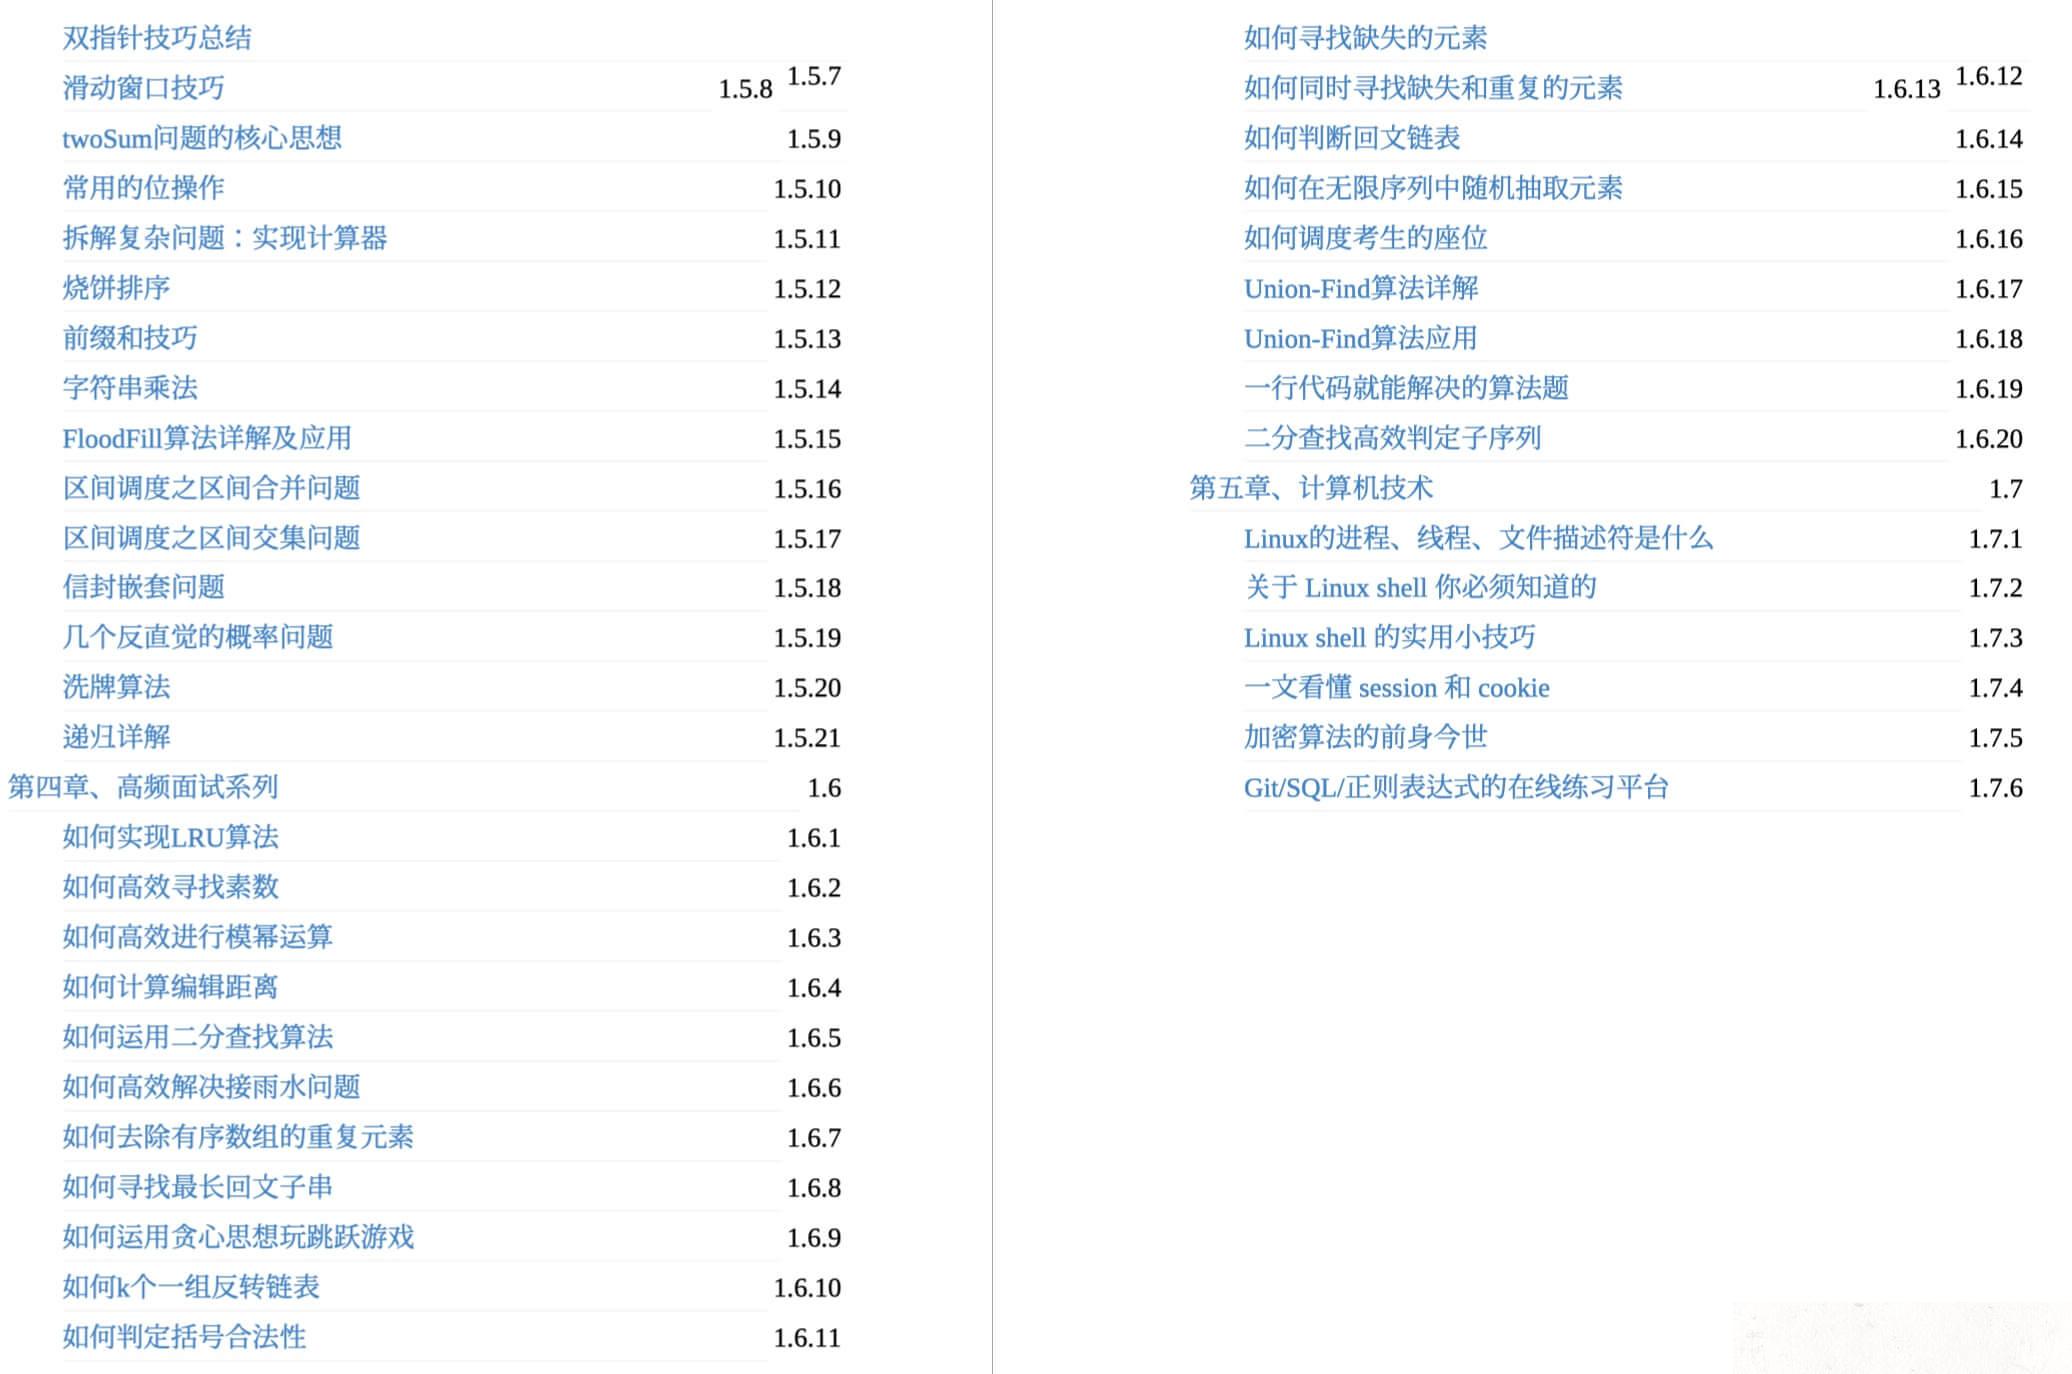 双指针技巧总结 1.5.7
滑动窗口技巧 1.5.8
twoSum问题的核心思想 1.5.9
常用的位操作 1.5.10
拆解复杂问题：实现计算器 1.5.11
烧饼排序 1.5.12
前缀和技巧 1.5.13
字符串乘法 1.5.14
FloodFill算法详解及应用 1.5.15
区间调度之区间合并问题 1.5.16
区间调度之区间交集问题 1.5.17
信封嵌套问题 1.5.18
几个反直觉的概率问题 1.5.19
洗牌算法 1.5.20
递归详解 1.5.21
第四章、高频面试系列 1.6
如何实现LRU算法 1.6.1
如何高效寻找素数 1.6.2
如何高效进行模幂运算 1.6.3
如何计算编辑距离 1.6.4
如何运用二分查找算法 1.6.5
如何高效解决接雨水问题 1.6.6
如何去除有序数组的重复元素 1.6.7
如何寻找最长回文子串 1.6.8
如何运用贪心思想玩跳跃游戏 1.6.9
如何k个一组反转链表 1.6.10
如何判定括号合法性 1.6.11
如何寻找缺失的元素 1.6.12
如何同时寻找缺失和重复的元素 1.6.13
如何判断回文链表 1.6.14
如何在无限序列中随机抽取元素 1.6.15
如何调度考生的座位 1.6.16
Union-Find算法详解 1.6.17
Union-Find算法应用 1.6.18
一行代码就能解决的算法题 1.6.19
二分查找高效判定子序列 1.6.20
第五章、计算机技术 1.7
Linux的进程、线程、文件描述符是什么 1.7.1
关于 Linux shell 你必须知道的 1.7.2
Linux shell 的实用小技巧 1.7.3
一文看懂 session 和 cookie 1.7.4
加密算法的前身今世 1.7.5
Git/SQL/正则表达式的在线练习平台 1.7.6